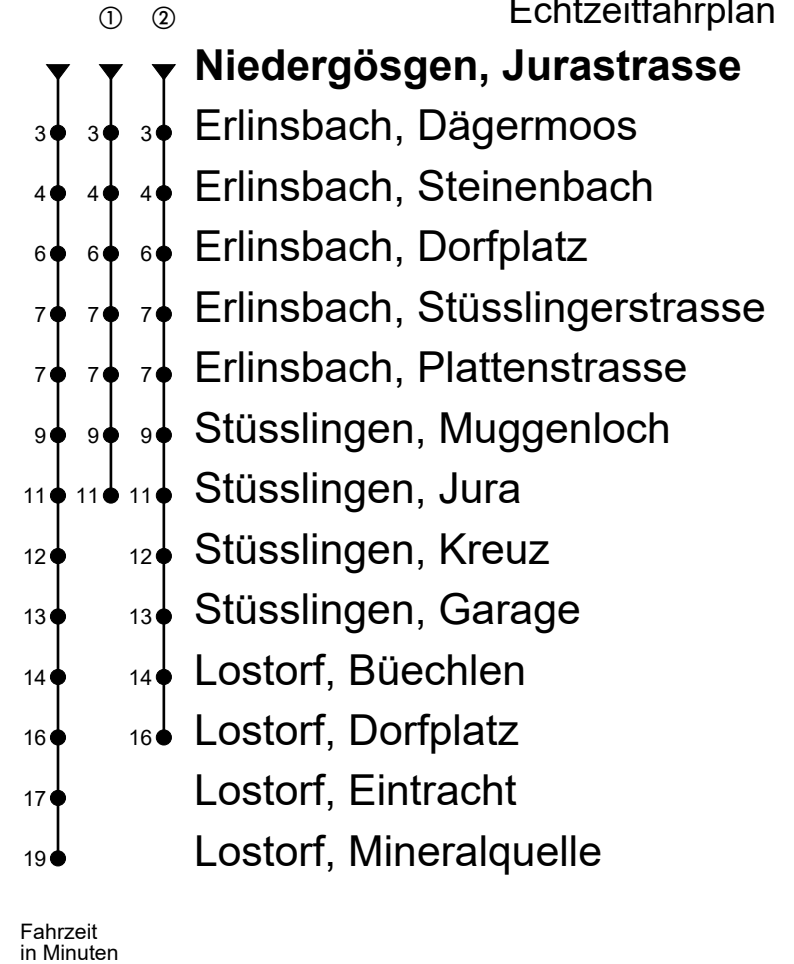 Echtzeitfahrplan
① ②
Niedergösgen, Jurastrasse
3 3 3 Erlinsbach, Dägermoos
4 4 4 Erlinsbach, Steinenbach
6 6 6 Erlinsbach, Dorfplatz
7 7 7 Erlinsbach, Stüsslingerstrasse
7 7 7 Erlinsbach, Plattenstrasse
9 9 9 Stüsslingen, Muggenloch
11 11 11 Stüsslingen, Jura
12 12 Stüsslingen, Kreuz
13 13 Stüsslingen, Garage
14 14 Lostorf, Büechlen
16 16 Lostorf, Dorfplatz
17 Lostorf, Eintracht
19 Lostorf, Mineralquelle
Fahrzeit
in Minuten